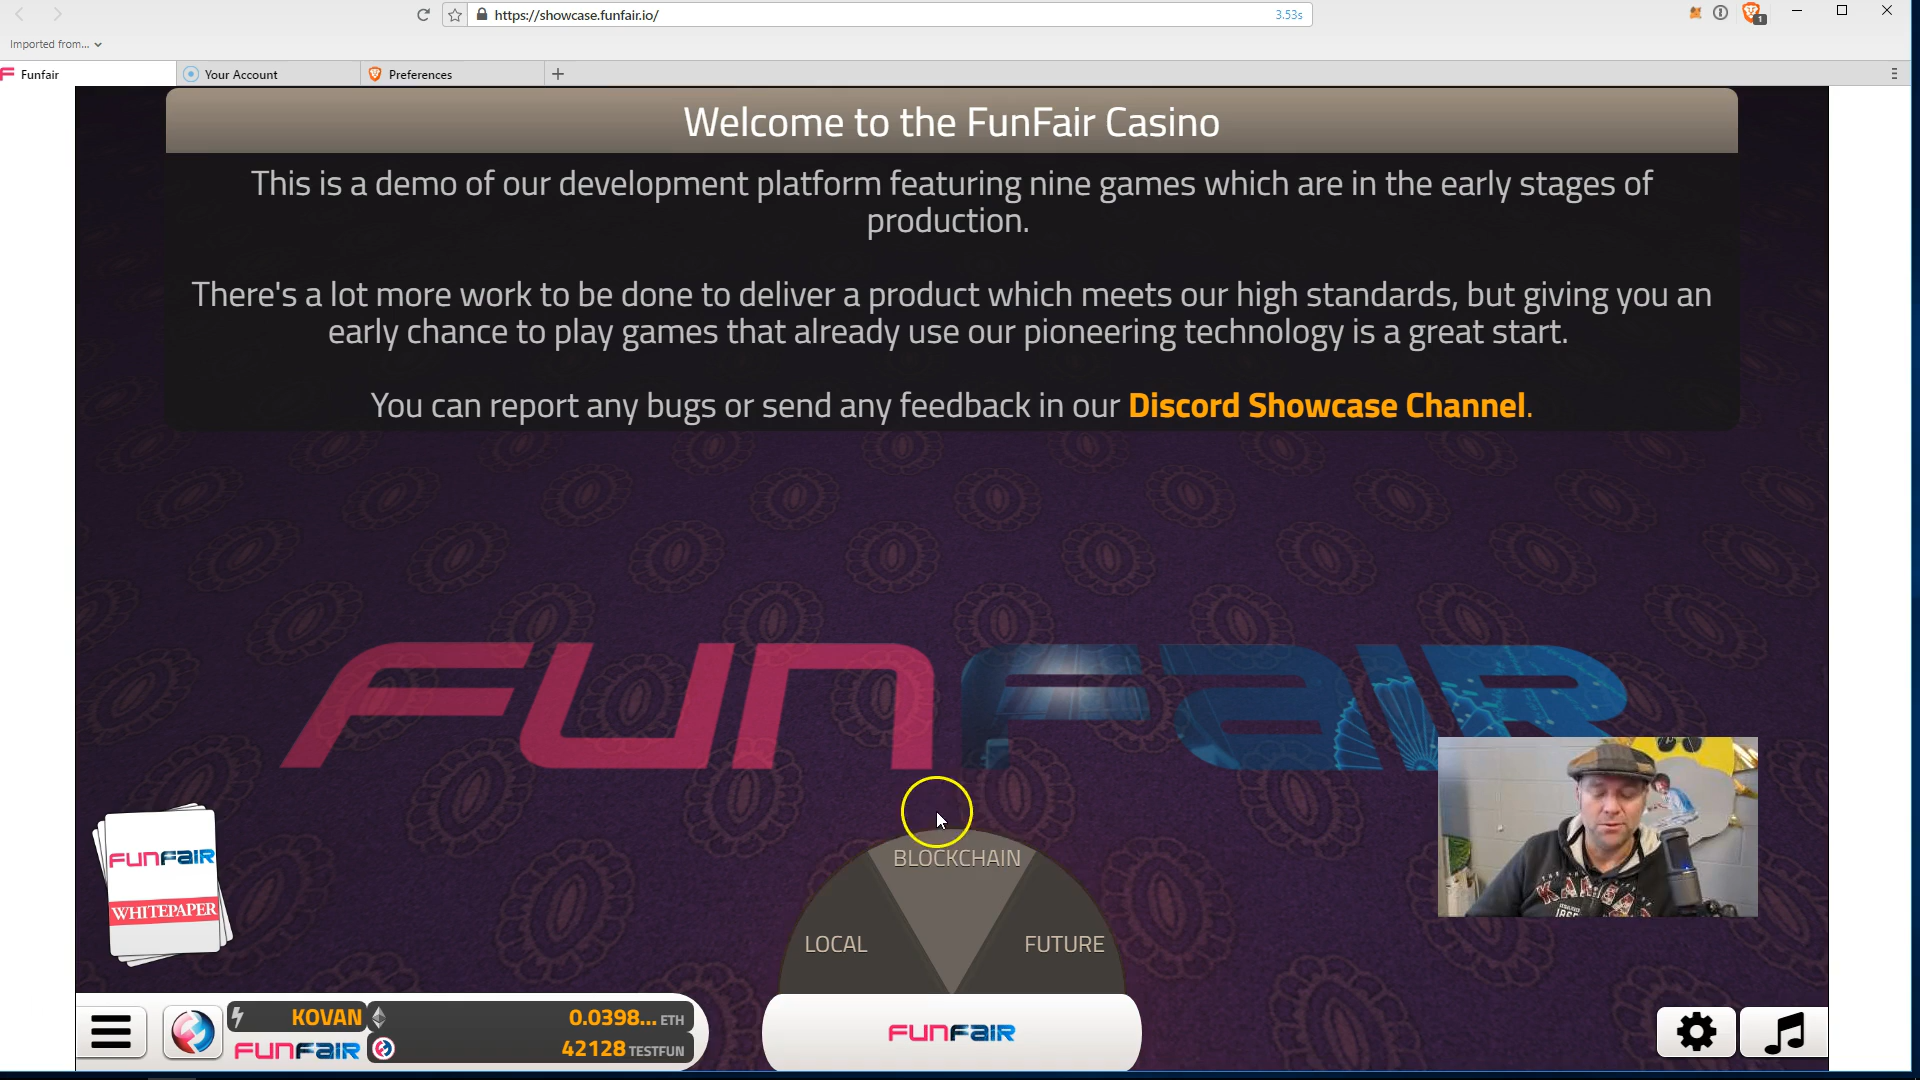 https://showcase.funfair.io/
3.53s
1
Imported from...
Funfair
Your Account
Preferences
Welcome to the FunFair Casino
This is a demo of our development platform featuring nine games which are in the early stages of
production.
There's a lot more work to be done to deliver a product which meets our high standards, but giving you an
early chance to play games that already use our pioneering technology is a great start.
You can report any bugs or send any feedback in our Discord Showcase Channel.
FUNFAIR
FUNFAIR
WHITEPAPER
BLOCKCHAIN
LOCAL
FUTURE
KOVAN
0.0398... ETH
FUNFAIR
42128 TESTFUN
FUNFAIR